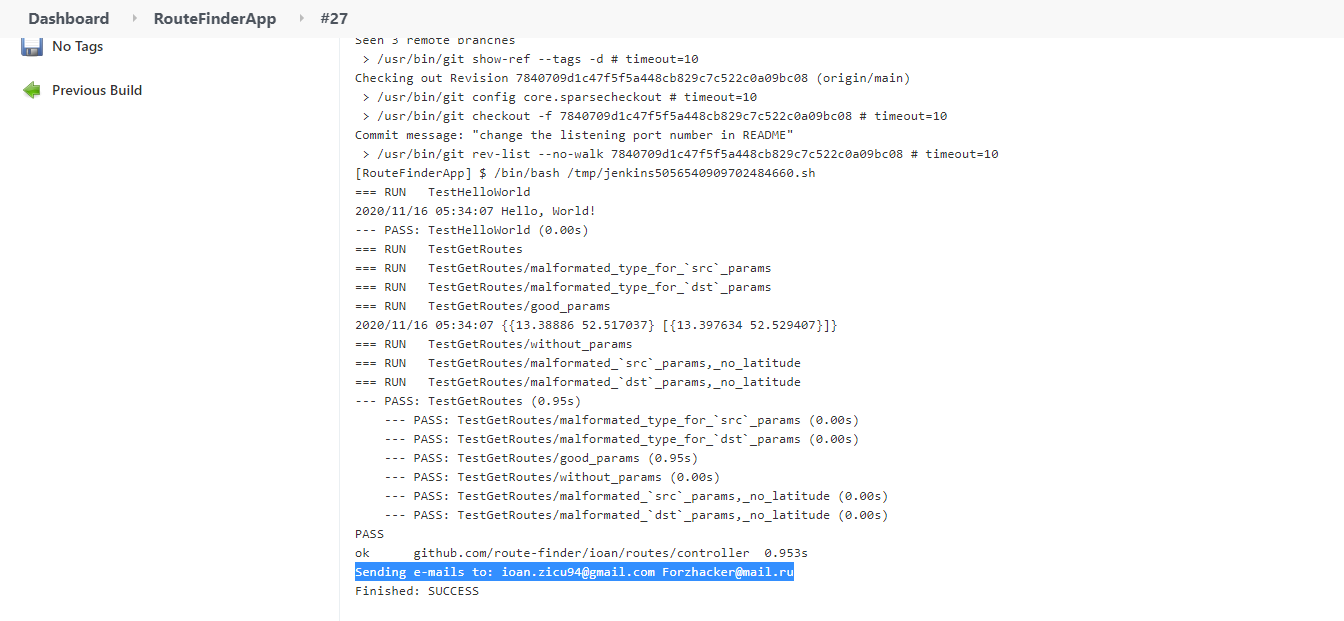 Dashboard RouteFinderApp #27
No Tags
Previous Build
Seen 3 remote branches
 > /usr/bin/git show-ref --tags -d # timeout=10
Checking out Revision 7840709d1c47f5f5a448cb829c7c522c0a09bc08 (origin/main)
 > /usr/bin/git config core.sparsecheckout # timeout=10
 > /usr/bin/git checkout -f 7840709d1c47f5f5a448cb829c7c522c0a09bc08 # timeout=10
Commit message: "change the listening port number in README"
 > /usr/bin/git rev-list --no-walk 7840709d1c47f5f5a448cb829c7c522c0a09bc08 # timeout=10
[RouteFinderApp] $ /bin/bash /tmp/jenkins5056540909702484660.sh
=== RUN   TestHelloWorld
2020/11/16 05:34:07 Hello, World!
--- PASS: TestHelloWorld (0.00s)
=== RUN   TestGetRoutes
=== RUN   TestGetRoutes/malformated_type_for_`src`_params
=== RUN   TestGetRoutes/malformated_type_for_`dst`_params
=== RUN   TestGetRoutes/good_params
2020/11/16 05:34:07 {{13.38886 52.517037} [{13.397634 52.529407}]}
=== RUN   TestGetRoutes/without_params
=== RUN   TestGetRoutes/malformated_`src`_params,_no_latitude
=== RUN   TestGetRoutes/malformated_`dst`_params,_no_latitude
--- PASS: TestGetRoutes (0.95s)
    --- PASS: TestGetRoutes/malformated_type_for_`src`_params (0.00s)
    --- PASS: TestGetRoutes/malformated_type_for_`dst`_params (0.00s)
    --- PASS: TestGetRoutes/good_params (0.95s)
    --- PASS: TestGetRoutes/without_params (0.00s)
    --- PASS: TestGetRoutes/malformated_`src`_params,_no_latitude (0.00s)
    --- PASS: TestGetRoutes/malformated_`dst`_params,_no_latitude (0.00s)
PASS
ok      github.com/route-finder/ioan/routes/controller  0.953s
Sending e-mails to: ioan.zicu94@gmail.com Forzhacker@mail.ru
Finished: SUCCESS